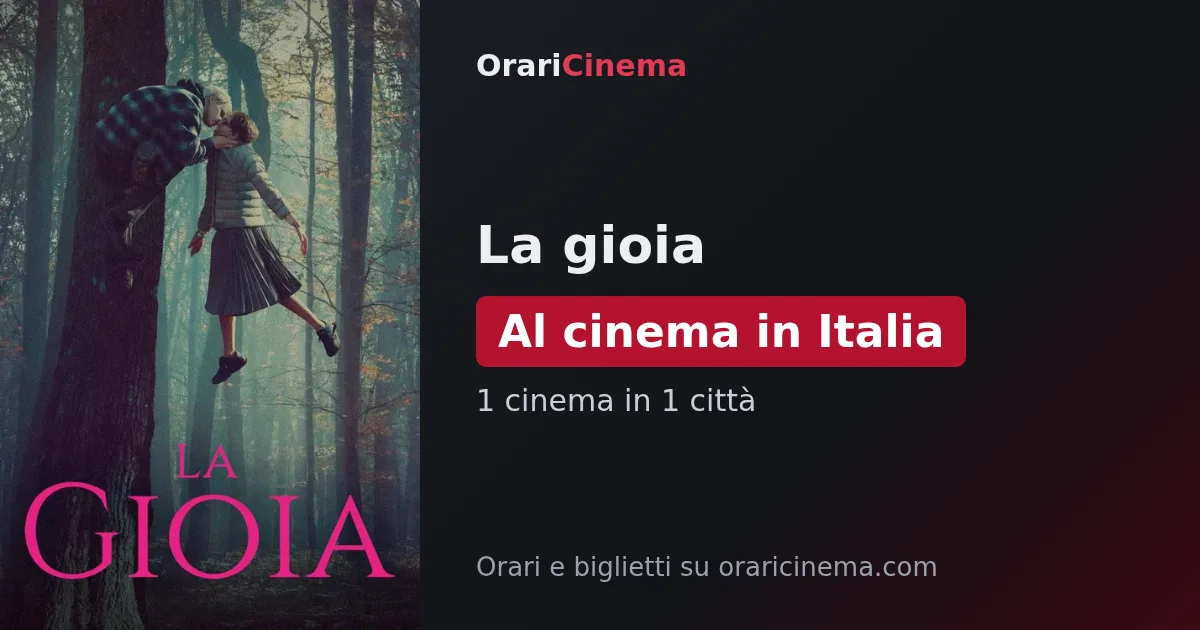 LA
GIOIA
OrariCinema
La gioia
Al cinema in Italia
1 cinema in 1 città
Orari e biglietti su oraricinema.com